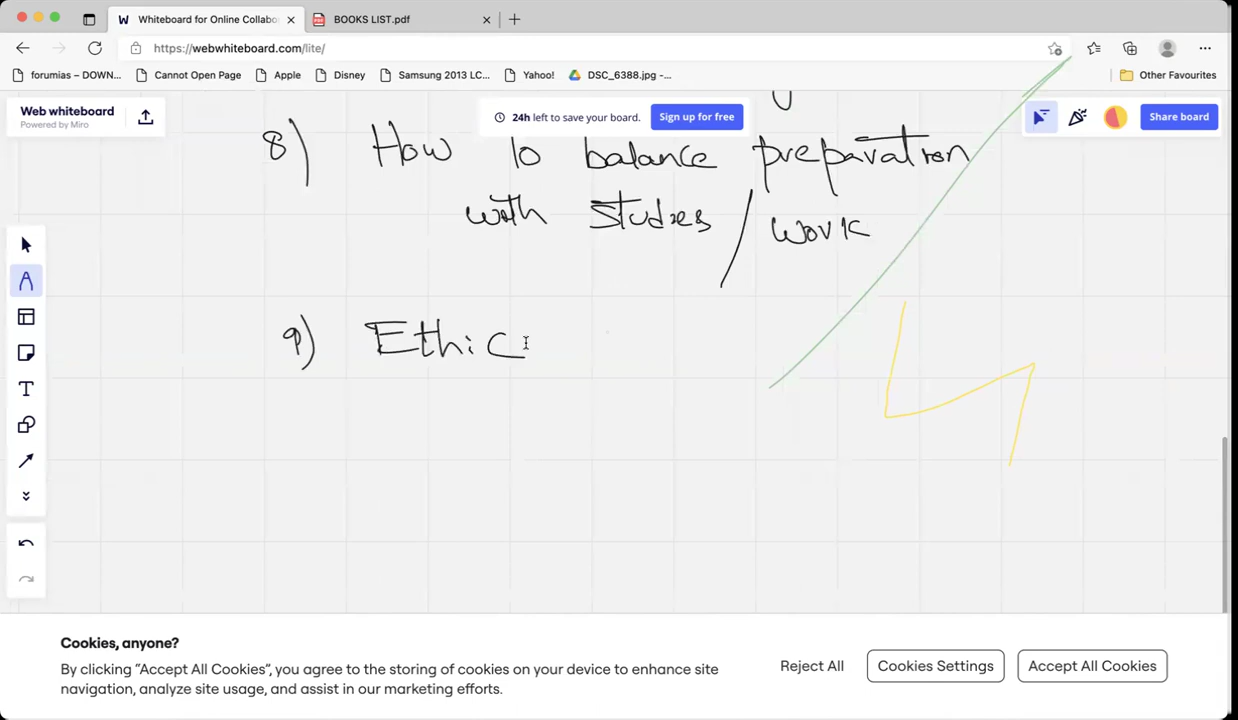 Whiteboard for Online Collabo
BOOKS LIST.pdf
https://webwhiteboard.com/lite/
forumias – DOWN...
Cannot Open Page
Apple
Disney
Samsung 2013 LC...
Yahoo!
DSC_6388.jpg -...
Other Favourites
Web whiteboard
Powered by Miro
24h left to save your board.
Sign up for free
Share board
8) How to balance preparation
with studies / work
9) Ethic
Cookies, anyone?
By clicking “Accept All Cookies”, you agree to the storing of cookies on your device to enhance site
navigation, analyze site usage, and assist in our marketing efforts.
Reject All
Cookies Settings
Accept All Cookies